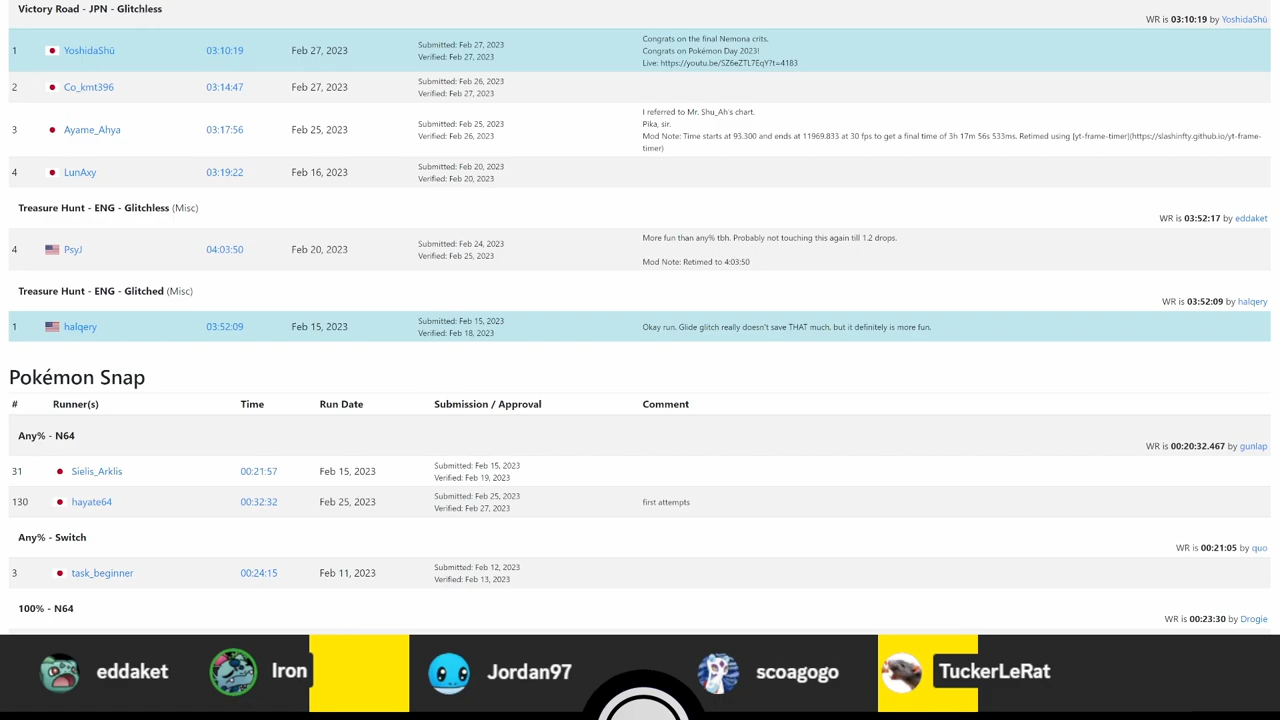 Victory Road - JPN - Glitchless
WR is 03:10:19 by YoshidaShū
1 YoshidaShū 03:10:19 Feb 27, 2023 Submitted: Feb 27, 2023
Verified: Feb 27, 2023
Congrats on the final Nemona crits.
Congrats on Pokémon Day 2023!
Live: https://youtu.be/SZ6eZTL7EqY?t=4183
2 Co_kmt396 03:14:47 Feb 27, 2023 Submitted: Feb 26, 2023
Verified: Feb 27, 2023
3 Ayame_Ahya 03:17:56 Feb 25, 2023 Submitted: Feb 25, 2023
Verified: Feb 26, 2023
I referred to Mr. Shu_Ah's chart.
Pika, sir.
Mod Note: Time starts at 93.300 and ends at 11969.833 at 30 fps to get a final time of 3h 17m 56s 533ms. Retimed using [yt-frame-timer](https://slashinfty.github.io/yt-frame-
timer)
4 LunAxy 03:19:22 Feb 16, 2023 Submitted: Feb 20, 2023
Verified: Feb 20, 2023
Treasure Hunt - ENG - Glitchless (Misc)
WR is 03:52:17 by eddaket
4 PsyJ 04:03:50 Feb 20, 2023 Submitted: Feb 24, 2023
Verified: Feb 25, 2023
More fun than any% tbh. Probably not touching this again till 1.2 drops.
Mod Note: Retimed to 4:03:50
Treasure Hunt - ENG - Glitched (Misc)
WR is 03:52:09 by halqery
1 halqery 03:52:09 Feb 15, 2023 Submitted: Feb 15, 2023
Verified: Feb 18, 2023
Okay run. Glide glitch really doesn't save THAT much, but it definitely is more fun.
Pokémon Snap
# Runner(s) Time Run Date Submission / Approval Comment
Any% - N64
WR is 00:20:32.467 by gunlap
31 Sielis_Arklis 00:21:57 Feb 15, 2023 Submitted: Feb 15, 2023
Verified: Feb 19, 2023
130 hayate64 00:32:32 Feb 25, 2023 Submitted: Feb 25, 2023
Verified: Feb 27, 2023
first attempts
Any% - Switch
WR is 00:21:05 by quo
3 task_beginner 00:24:15 Feb 11, 2023 Submitted: Feb 12, 2023
Verified: Feb 13, 2023
100% - N64
WR is 00:23:30 by Drogie
eddaket Iron Jordan97 scoagogo TuckerLeRat